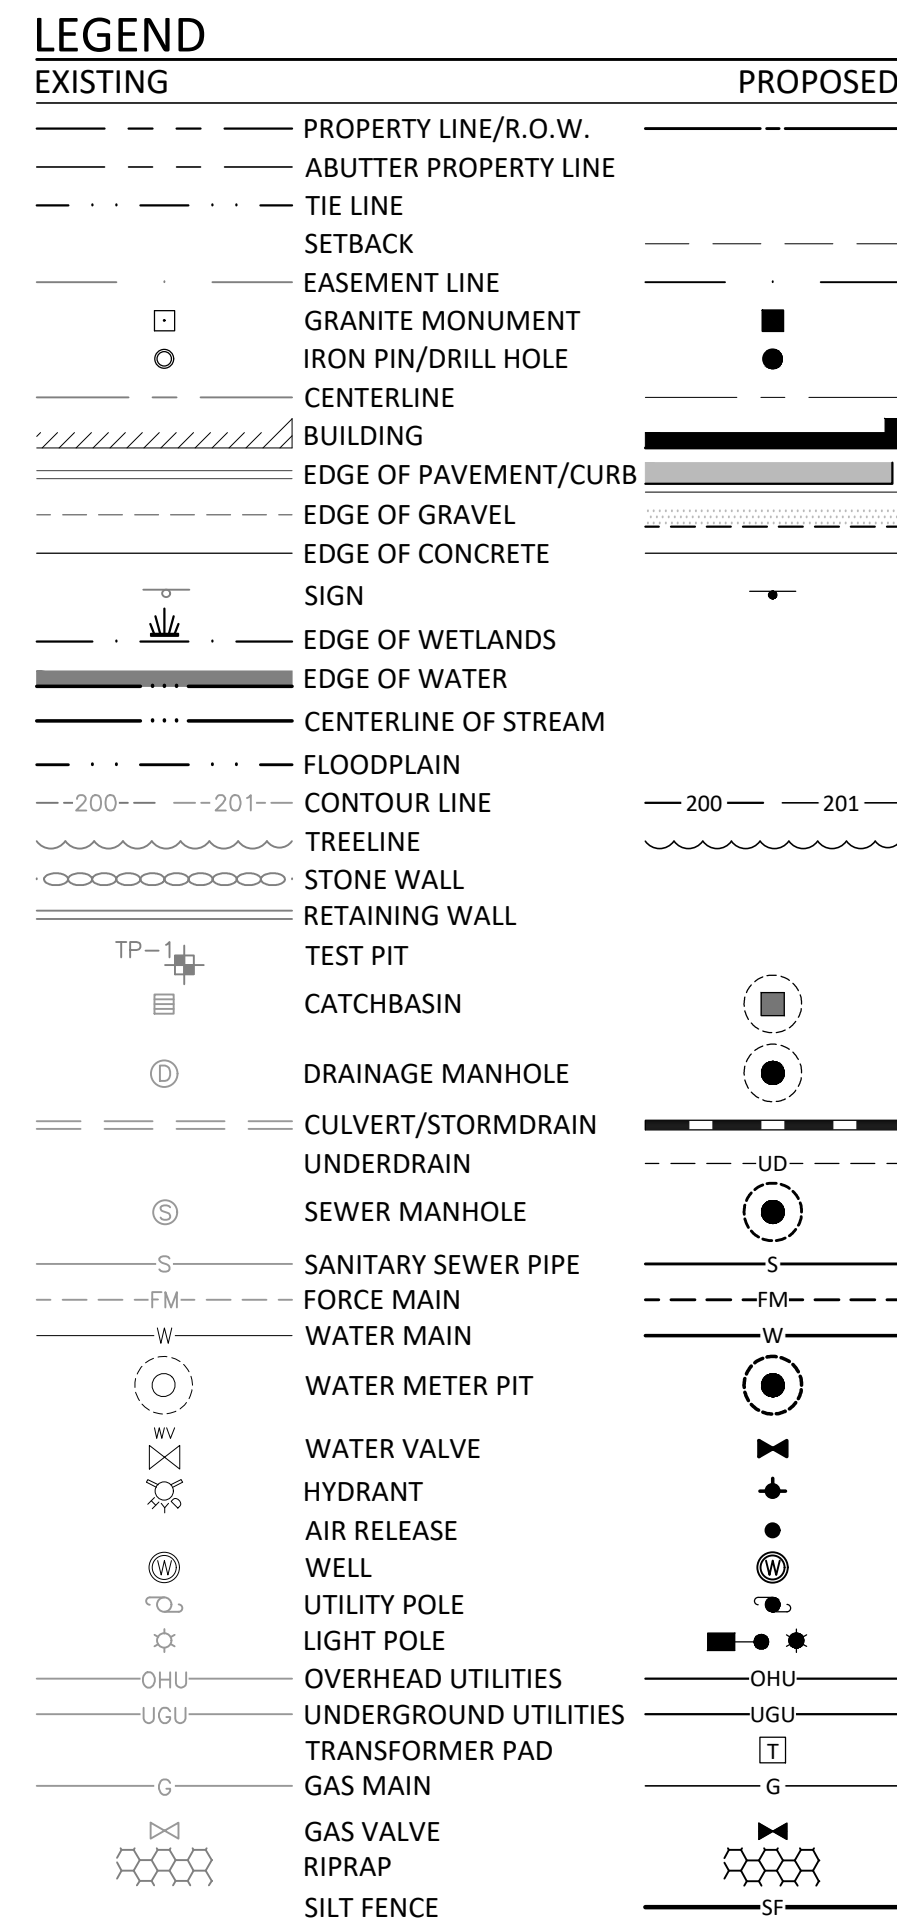 LEGEND
EXISTING PROPOSED
PROPERTY LINE/R.O.W.
ABUTTER PROPERTY LINE
TIE LINE
SETBACK
EASEMENT LINE
GRANITE MONUMENT
IRON PIN/DRILL HOLE
CENTERLINE
BUILDING
EDGE OF PAVEMENT/CURB
EDGE OF GRAVEL
EDGE OF CONCRETE
SIGN
EDGE OF WETLANDS
EDGE OF WATER
CENTERLINE OF STREAM
FLOODPLAIN
200 201 CONTOUR LINE 200 201
TREELINE
STONE WALL
RETAINING WALL
TP-1 TEST PIT
CATCHBASIN
D DRAINAGE MANHOLE
CULVERT/STORMDRAIN
UNDERDRAIN UD
S SEWER MANHOLE
S SANITARY SEWER PIPE S
FM FORCE MAIN FM
W WATER MAIN W
WATER METER PIT
WV WATER VALVE
HYD HYDRANT
AIR RELEASE
W WELL W
UTILITY POLE
LIGHT POLE
OHU OVERHEAD UTILITIES OHU
UGU UNDERGROUND UTILITIES UGU
TRANSFORMER PAD T
G GAS MAIN G
GAS VALVE
RIPRAP
SILT FENCE SF